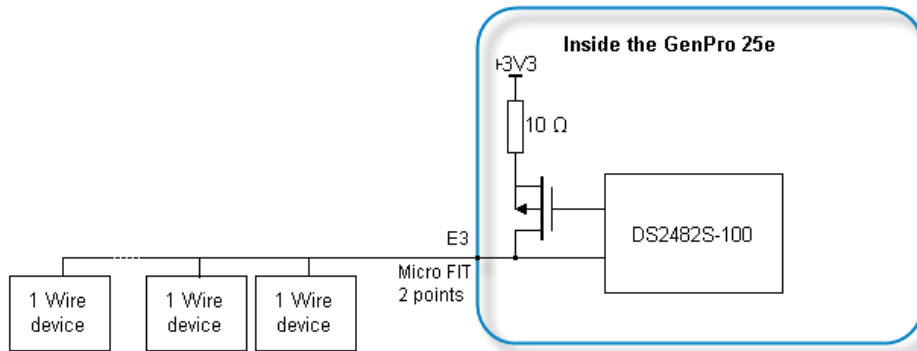 Inside the GenPro 25e
+3V3
10 Ω
DS2482S-100
E3
Micro FIT
2 points
1 Wire
device
1 Wire
device
1 Wire
device